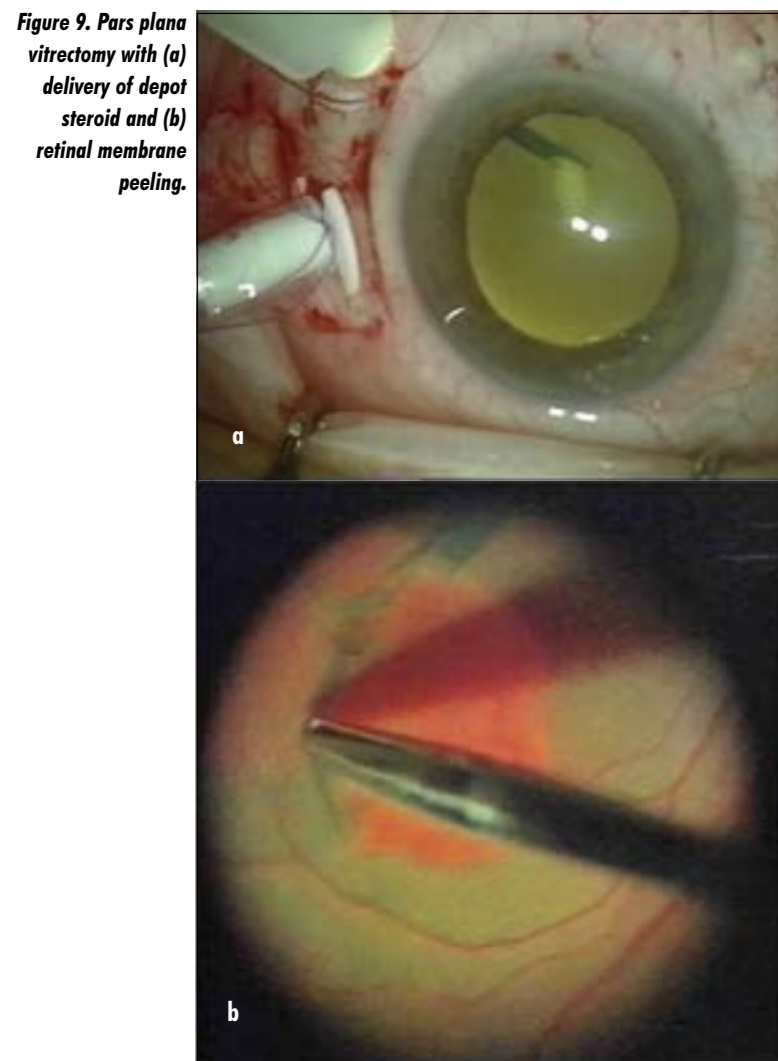 Figure 9. Pars plana
vitrectomy with (a)
delivery of depot
steroid and (b)
retinal membrane
peeling.
a
b